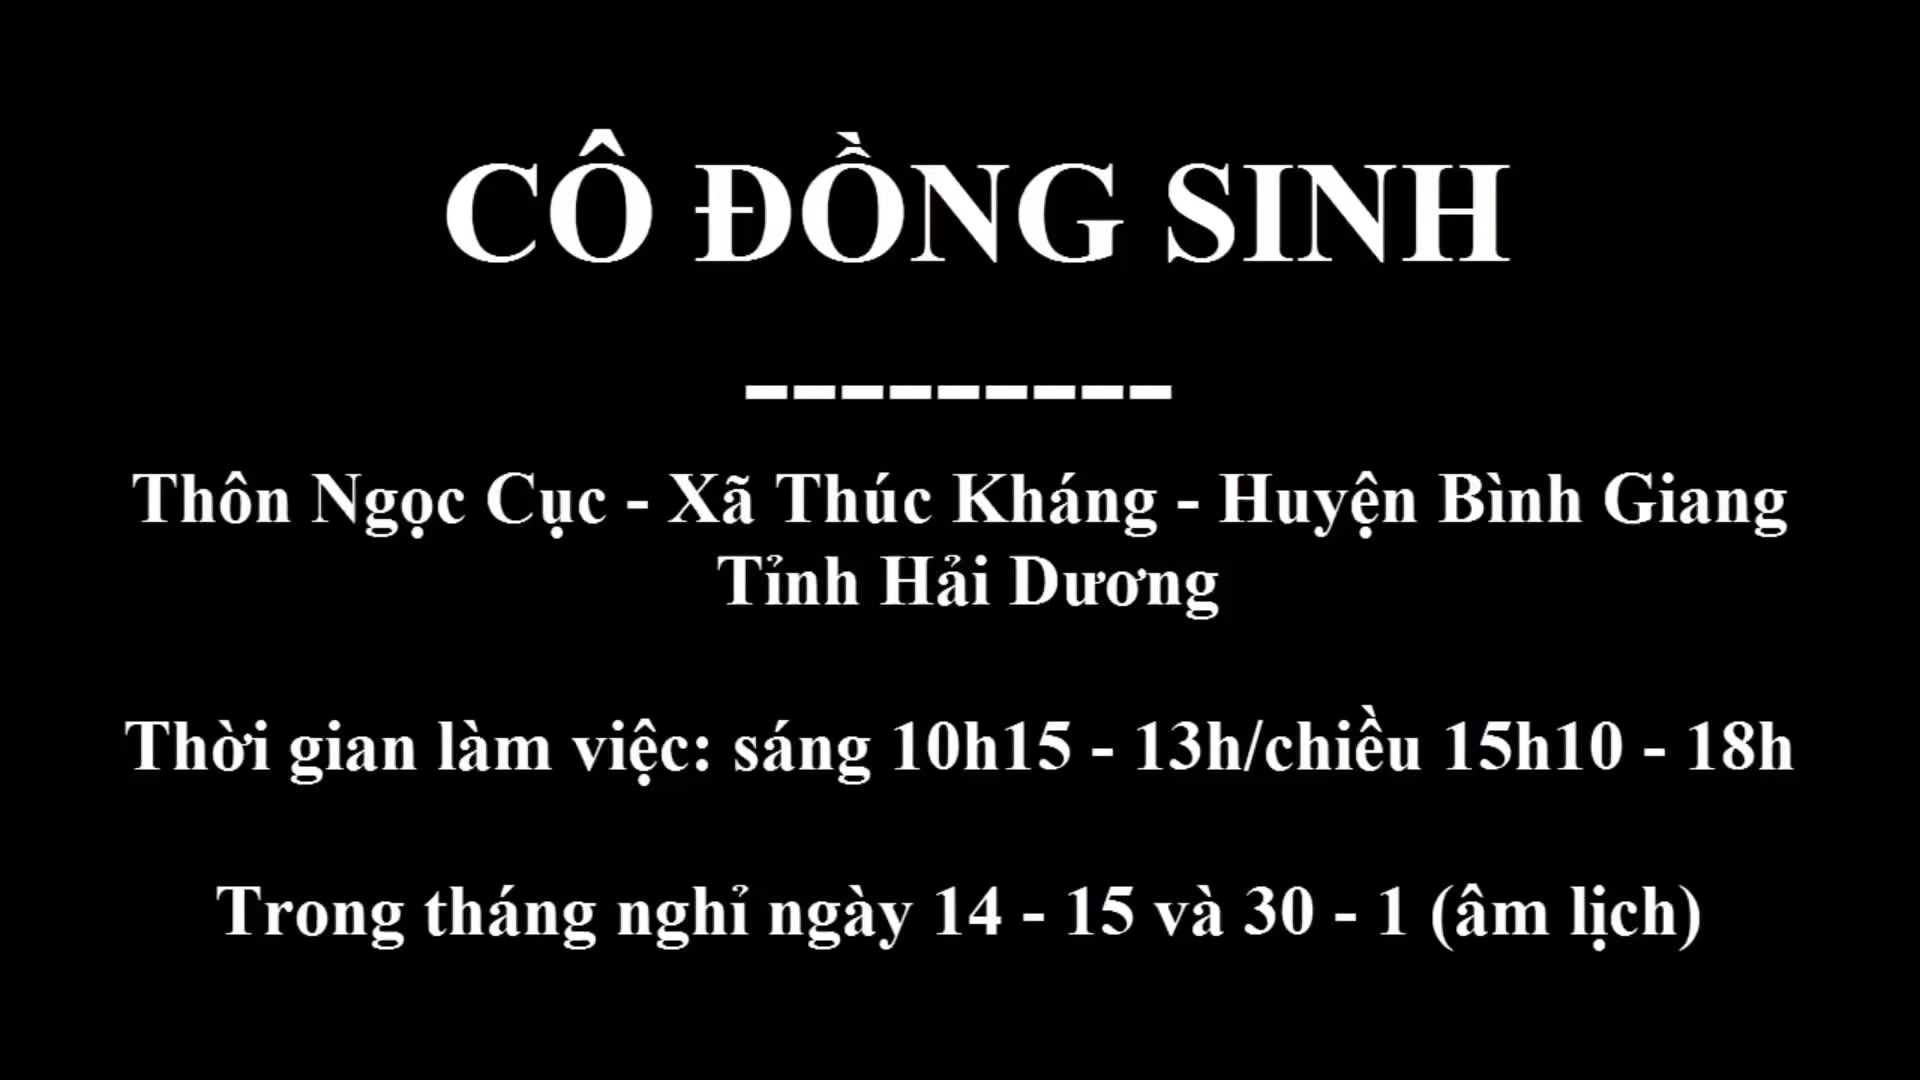 CÔ ĐỒNG SINH
---------
Thôn Ngọc Cục - Xã Thúc Kháng - Huyện Bình Giang
Tỉnh Hải Dương
Thời gian làm việc: sáng 10h15 - 13h/chiều 15h10 - 18h
Trong tháng nghỉ ngày 14 - 15 và 30 - 1 (âm lịch)